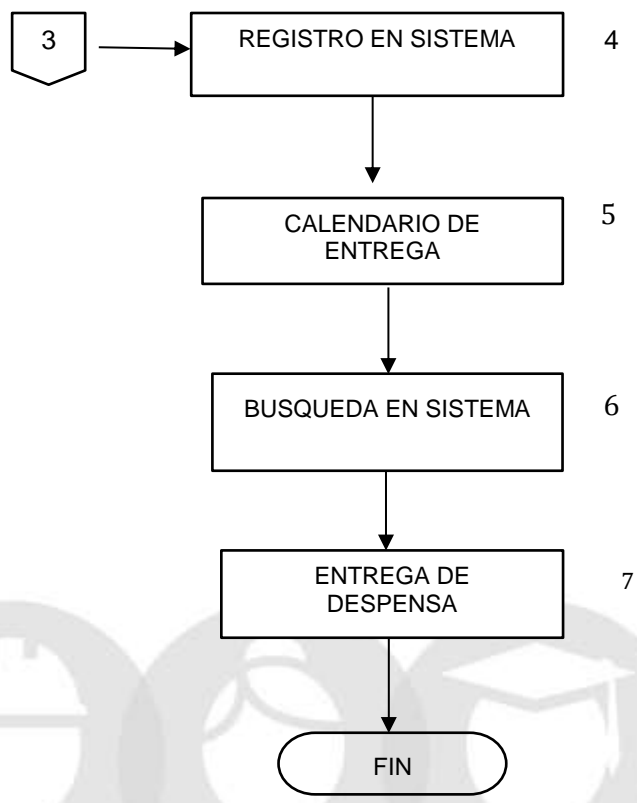 3
REGISTRO EN SISTEMA
4
CALENDARIO DE
ENTREGA
5
BUSQUEDA EN SISTEMA
6
ENTREGA DE
DESPENSA
7
FIN